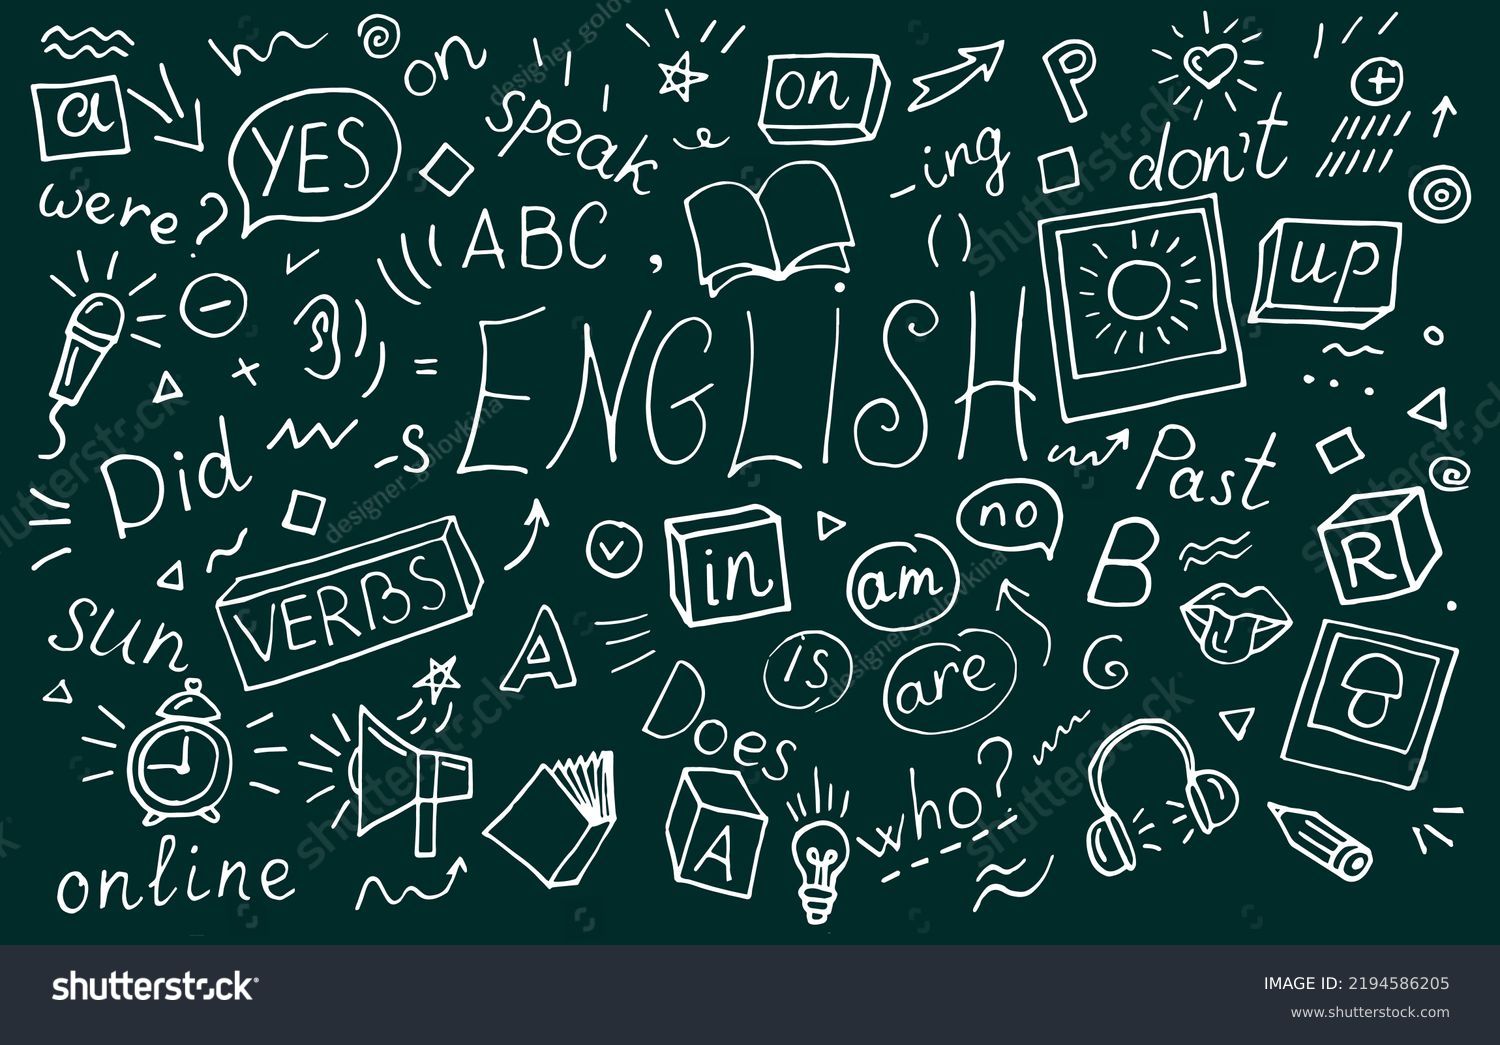 on
a
YES
speak
on
P
-ing
don't
were?
ABC,
up
ENGLISH
-s
Did
Past
VERBS
in
no
am
B
R
sun
A
is
are
G
Does
A
who?
online
shutterstock
IMAGE ID: 2194586205
www.shutterstock.com